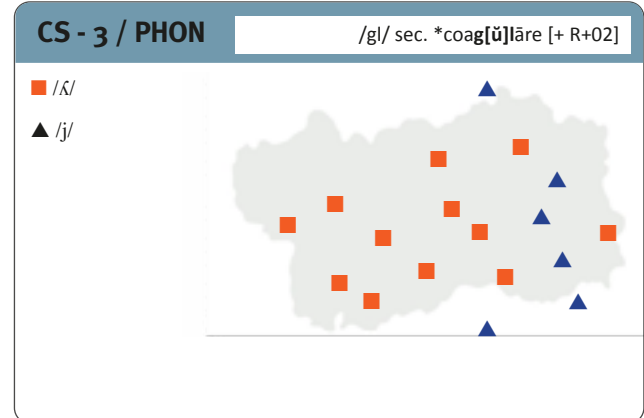 CS - 3 / PHON
/gl/ sec. *coag[ŭ]lāre [+ R+02]
/ʎ/
/j/